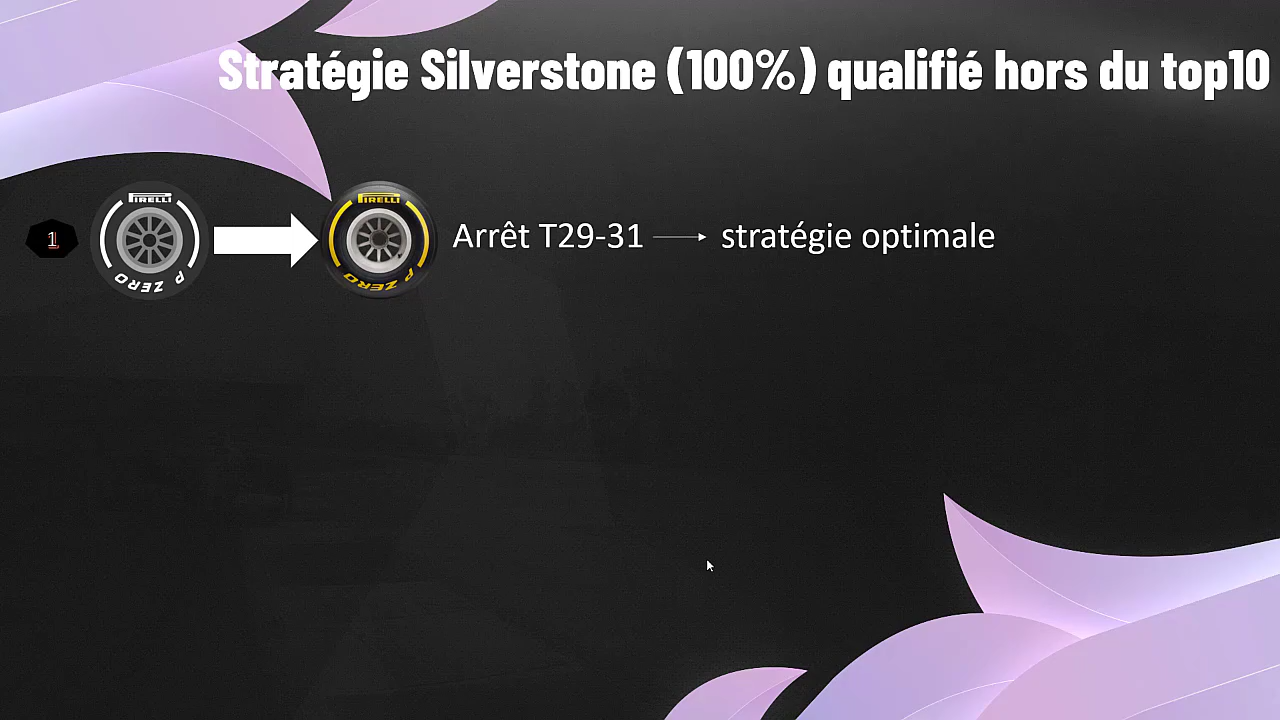 Stratégie Silverstone (100%) qualifié hors du top10
1
PIRELLI
P ZERO
PIRELLI
P ZERO
Arrêt T29-31
stratégie optimale